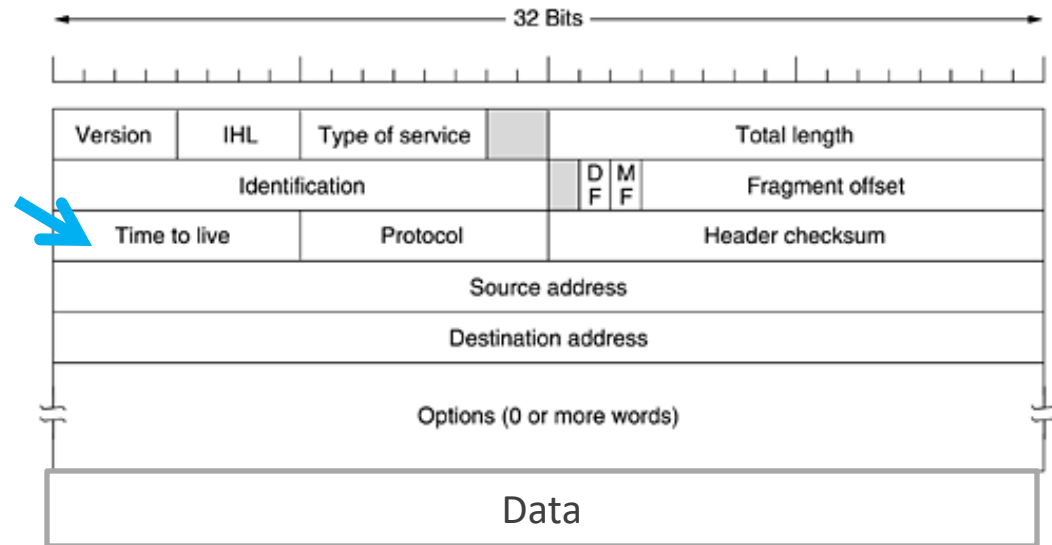 32 Bits
Version IHL Type of service Total length
Identification D F M F Fragment offset
Time to live Protocol Header checksum
Source address
Destination address
Options (0 or more words)
Data